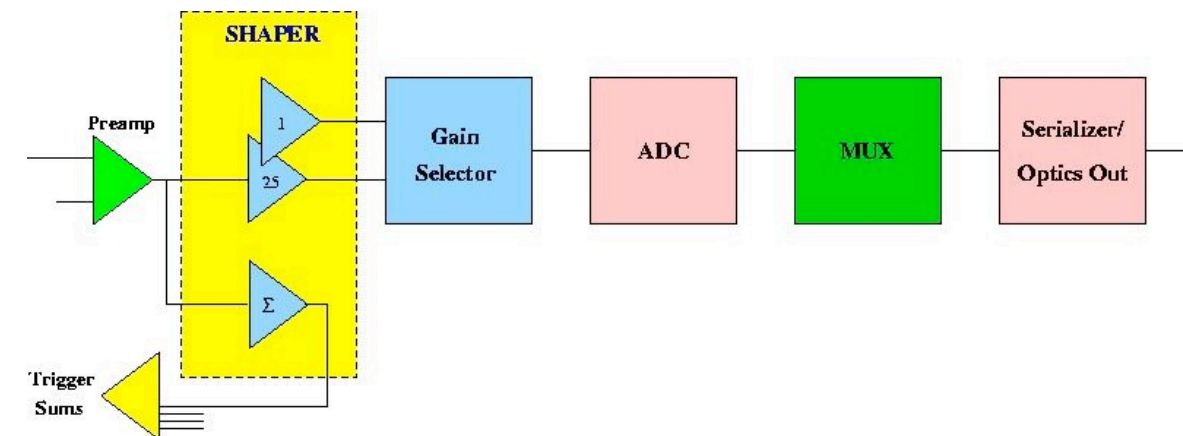 SHAPER
Preamp
1
25
Σ
Gain
Selector
ADC
MUX
Serializer/
Optics Out
Trigger
Sums